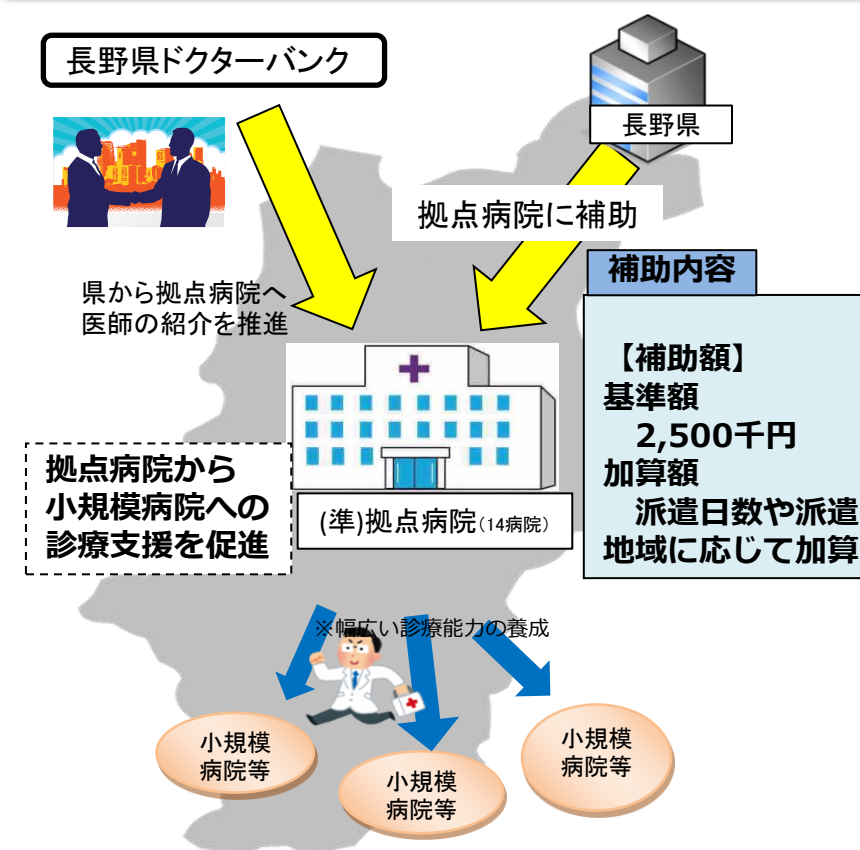 長野県ドクターバンク
長野県
拠点病院に補助
県から拠点病院へ
医師の紹介を推進
補助内容
【補助額】
基準額
2,500千円
加算額
派遣日数や派遣
地域に応じて加算
拠点病院から
小規模病院への
診療支援を促進
(準)拠点病院(14病院)
※幅広い診療能力の養成
小規模
病院等
小規模
病院等
小規模
病院等